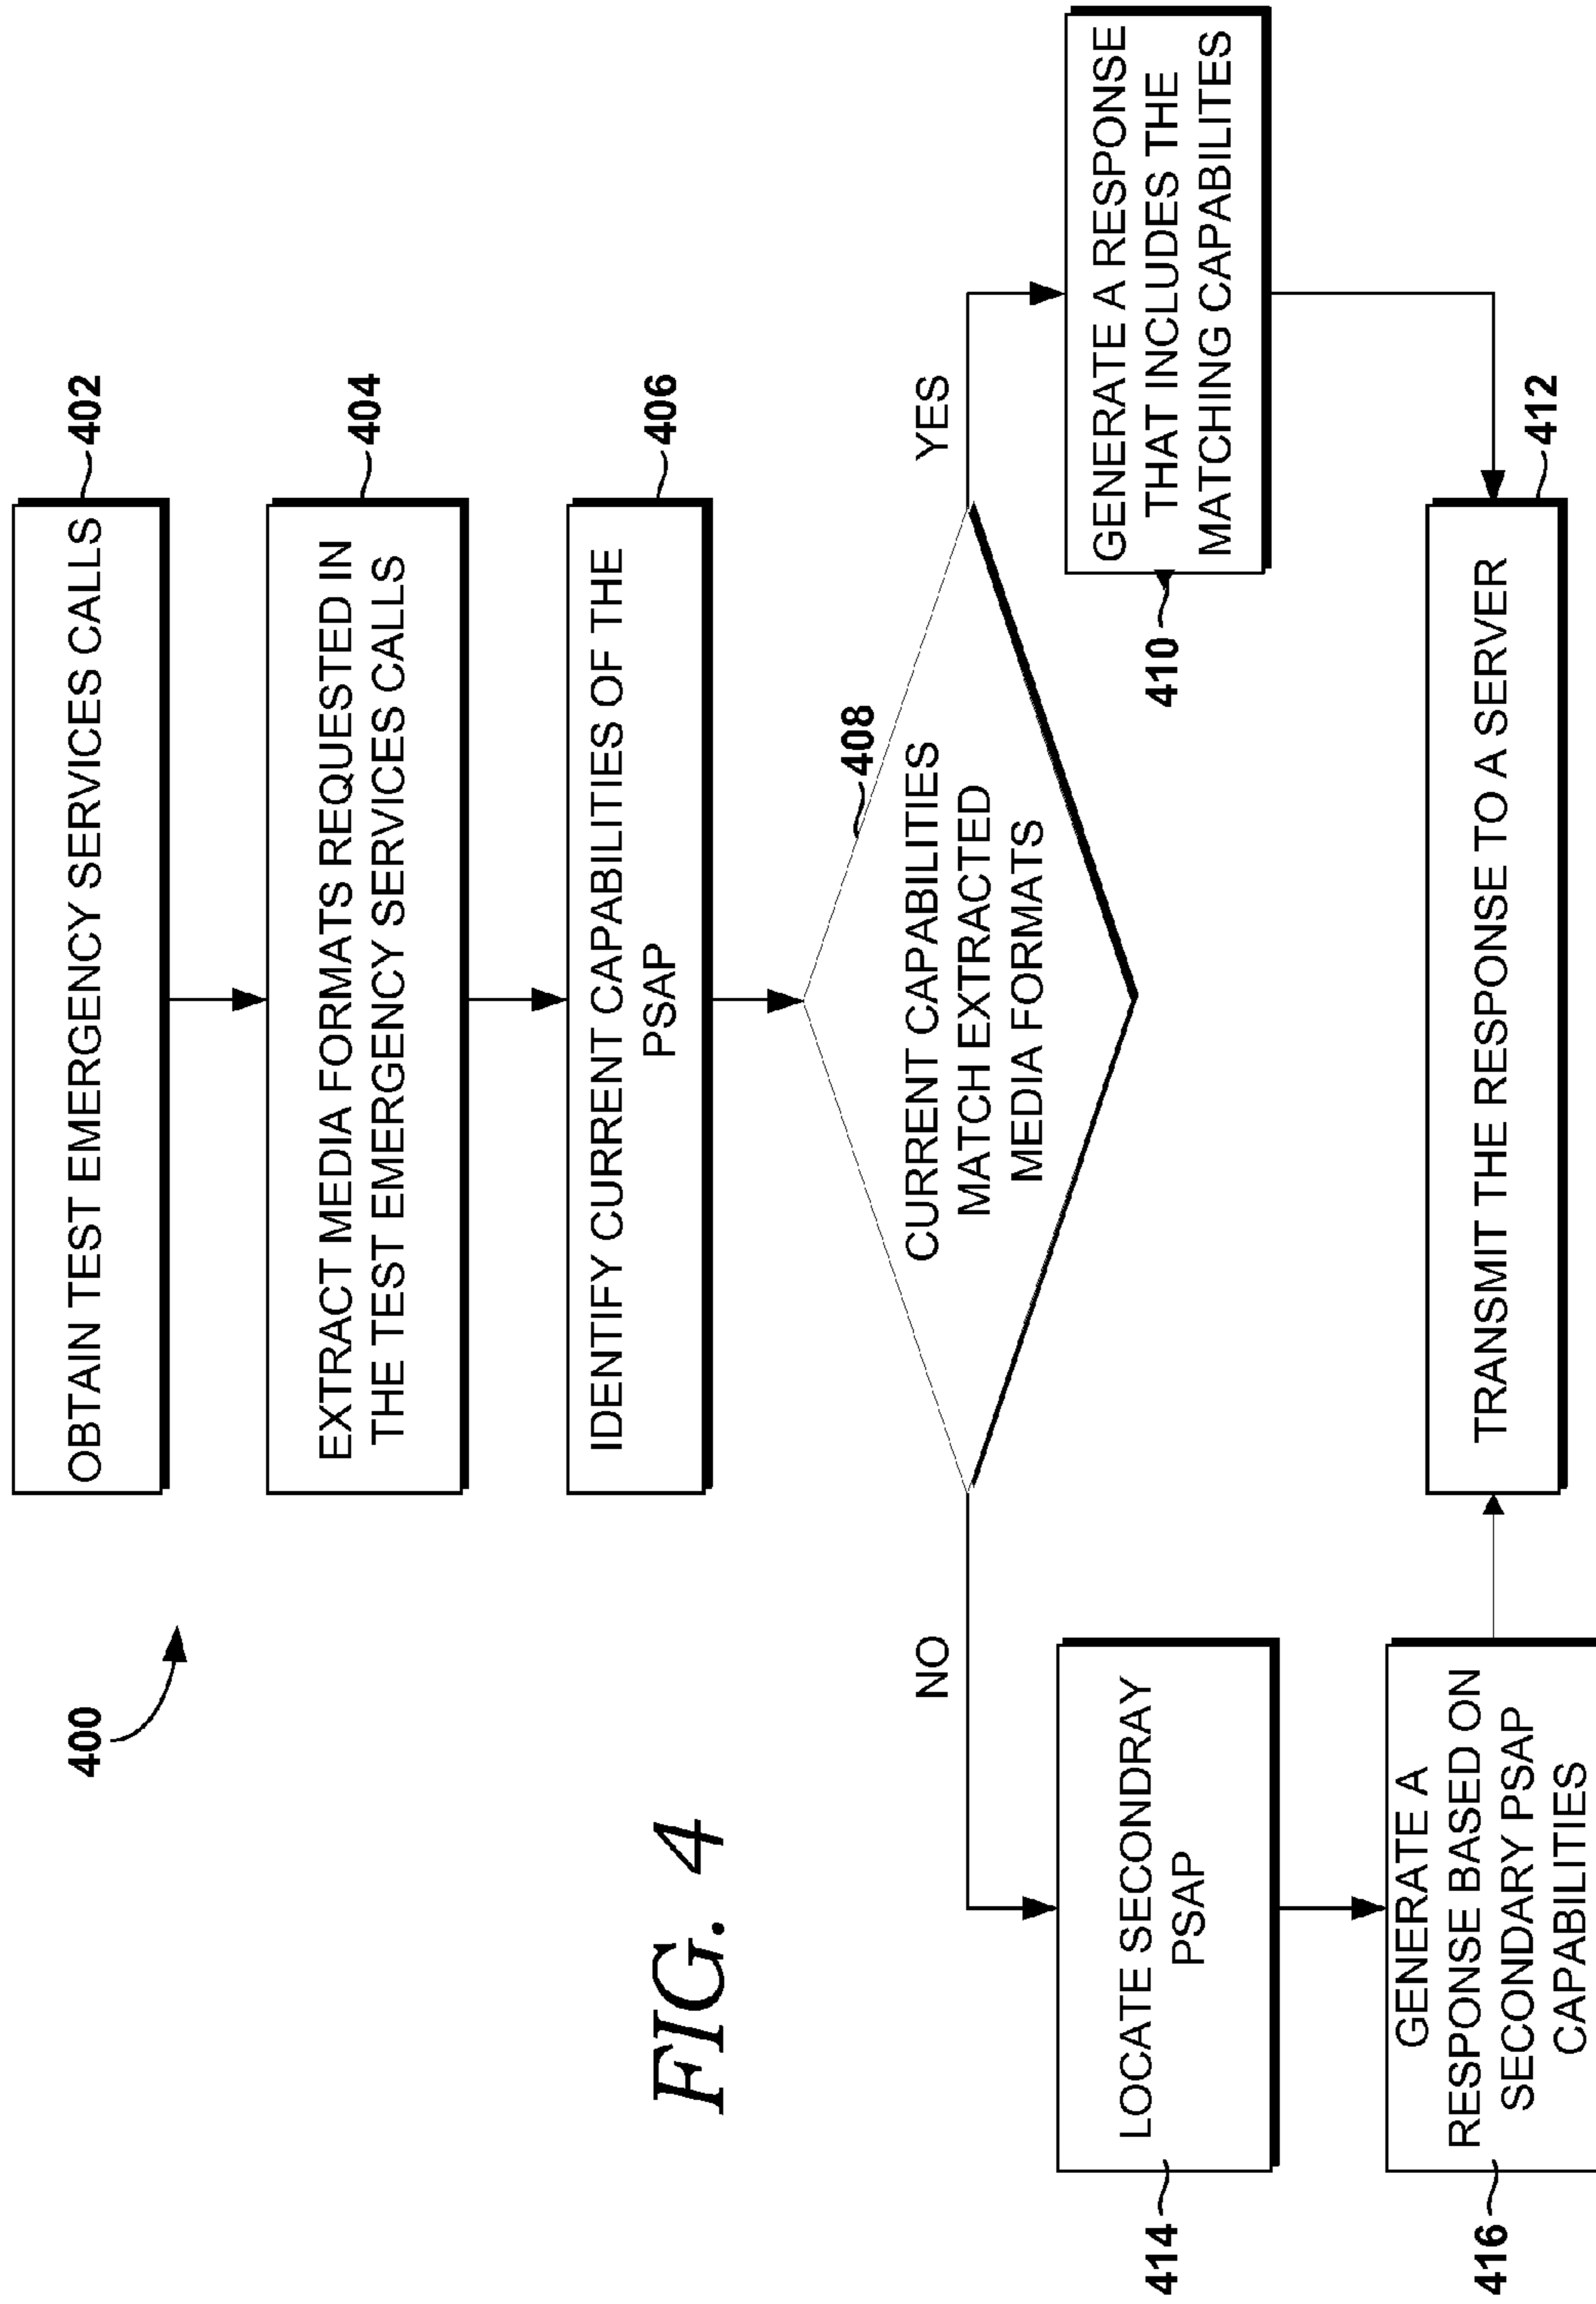 400
OBTAIN TEST EMERGENCY SERVICES CALLS
402
EXTRACT MEDIA FORMATS REQUESTED IN
THE TEST EMERGENCY SERVICES CALLS
404
IDENTIFY CURRENT CAPABILITIES OF THE
PSAP
406
408
CURRENT CAPABILITIES
MATCH EXTRACTED
MEDIA FORMATS
NO
YES
LOCATE SECONDRAY
PSAP
414
410
GENERATE A RESPONSE
THAT INCLUDES THE
MATCHING CAPABILITES
GENERATE A
RESPONSE BASED ON
SECONDARY PSAP
CAPABILITIES
416
TRANSMIT THE RESPONSE TO A SERVER
412
FIG. 4